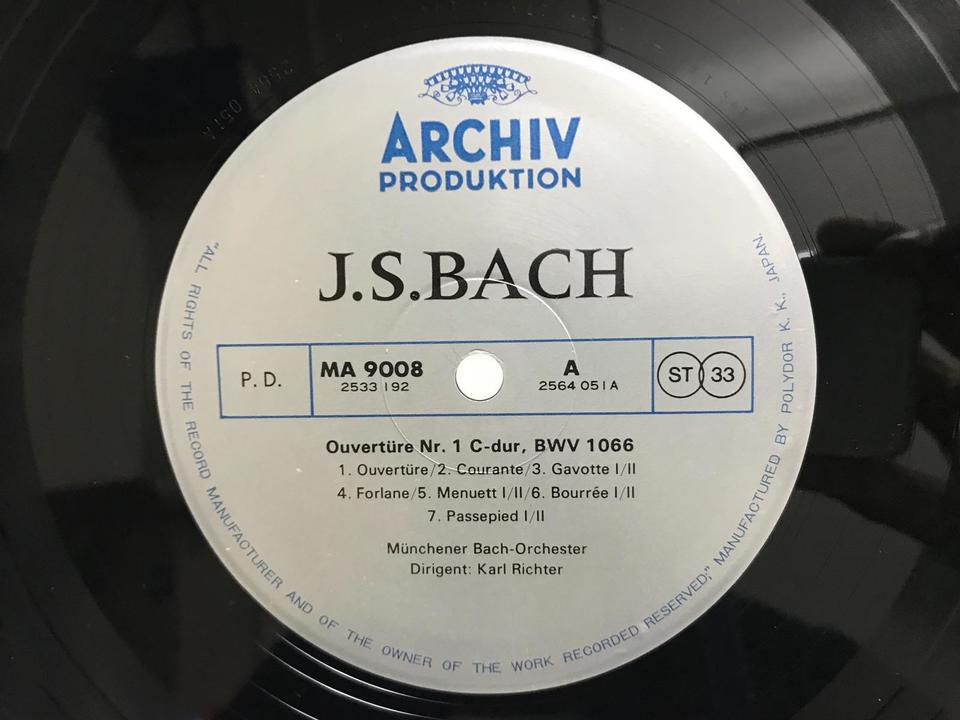 ARCHIV
PRODUKTION
J.S.BACH
P. D.
MA 9008
2533 192
A
2564 051A
ST 33
Ouvertüre Nr. 1 C-dur, BWV 1066
1. Ouvertüre/2. Courante/3. Gavotte I/II
4. Forlane/5. Menuett I/II/6. Bourrée I/II
7. Passepied I/II
Münchener Bach-Orchester
Dirigent: Karl Richter
"ALL RIGHTS OF THE RECORD MANUFACTURER AND OF THE OWNER OF THE WORK RECORDED RESERVED;" MANUFACTURED BY POLYDOR K. K., JAPAN.
2564 051A